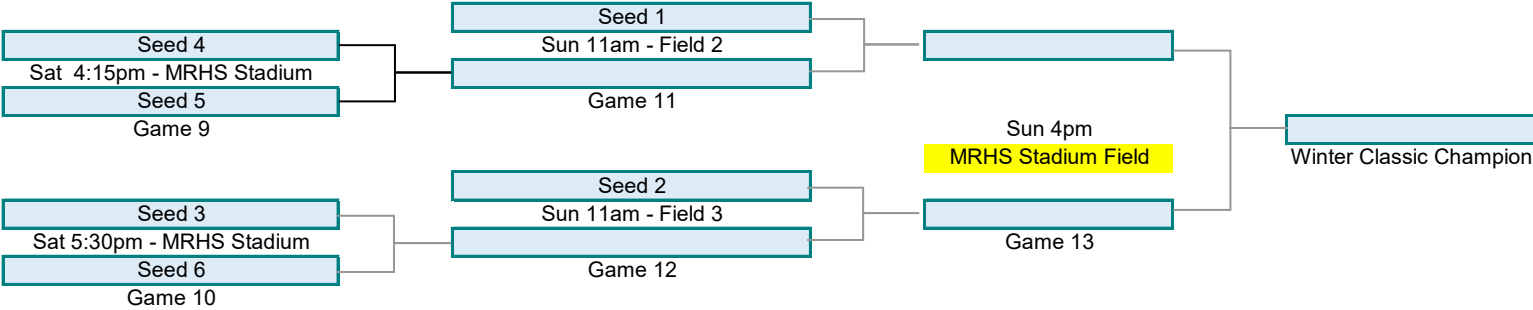 Seed 4
Sat  4:15pm - MRHS Stadium
Seed 5
Game 9
Seed 3
Sat 5:30pm - MRHS Stadium
Seed 6
Game 10
Seed 1
Sun 11am - Field 2
Game 11
Seed 2
Sun 11am - Field 3
Game 12
Sun 4pm
MRHS Stadium Field
Game 13
Winter Classic Champion